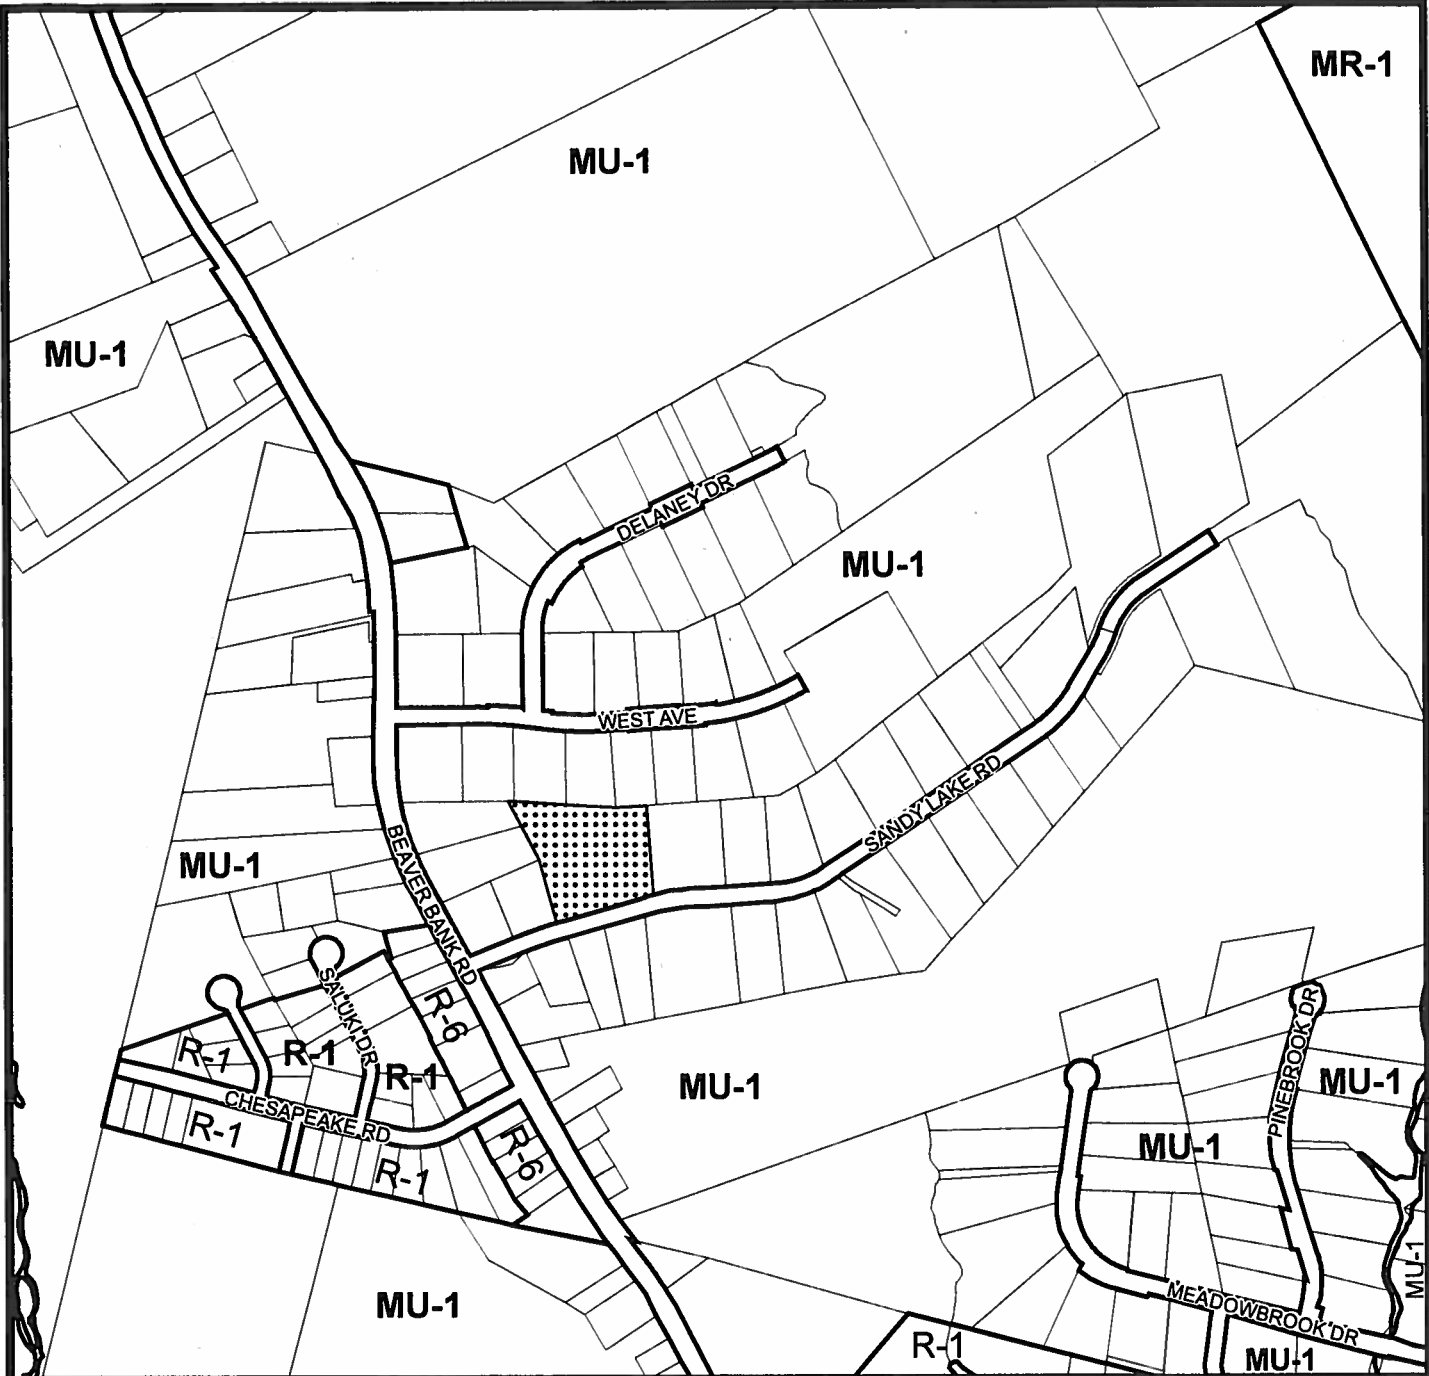 MR-1
MU-1
MU-1
DELANEY DR
MU-1
WEST AVE
SANDY LAKE RD
BEAVER BANK RD
MU-1
SALUKI DR
R-6
PINEBROOK DR
R-1
R-1
R-1
MU-1
MU-1
CHESAPEAKE RD
R-1
R-6
MU-1
R-1
MU-1
MU-1
MEADOWBROOK DR
R-1
MU-1